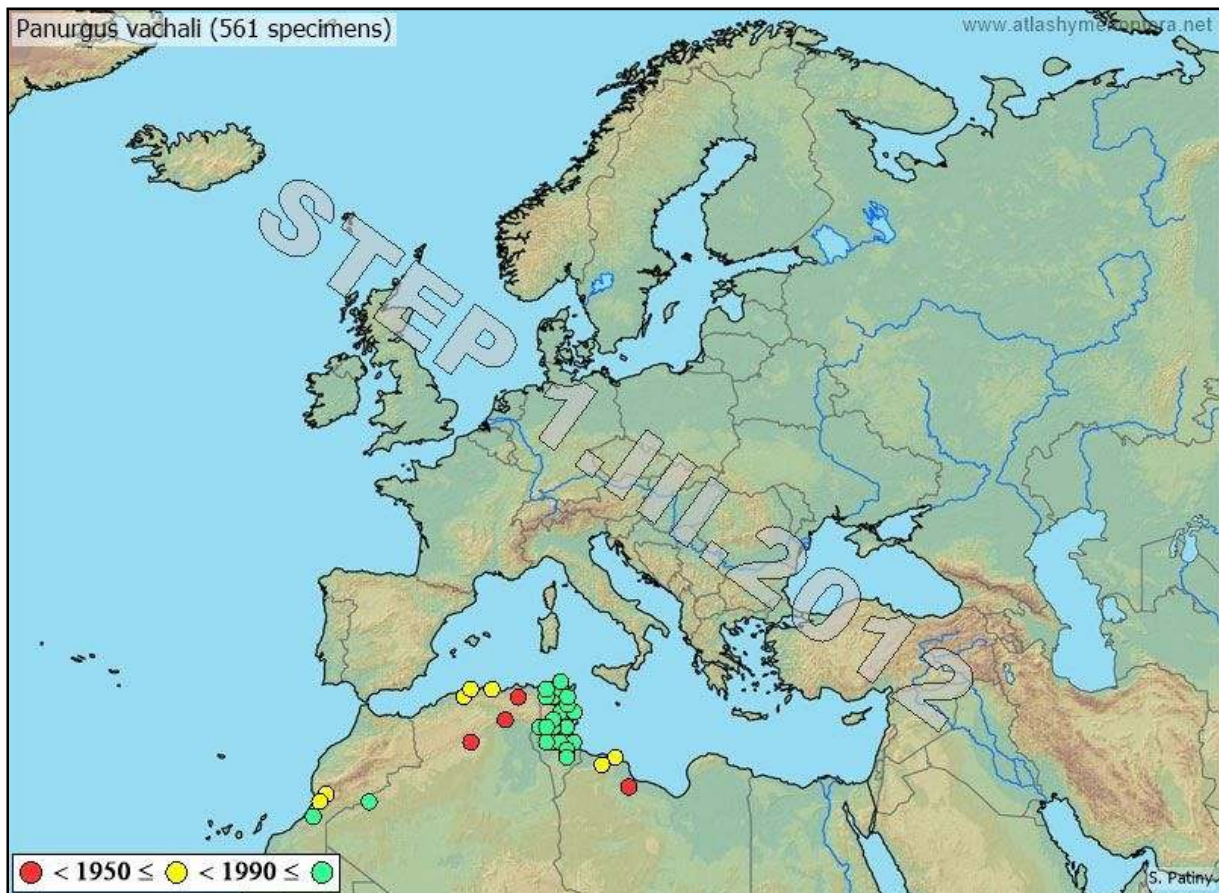 Panurgus vachali (561 specimens)
www.atlashymenoptera.net
STEP 1.III.2012
< 1950 ≤ < 1990 ≤
S. Patiny